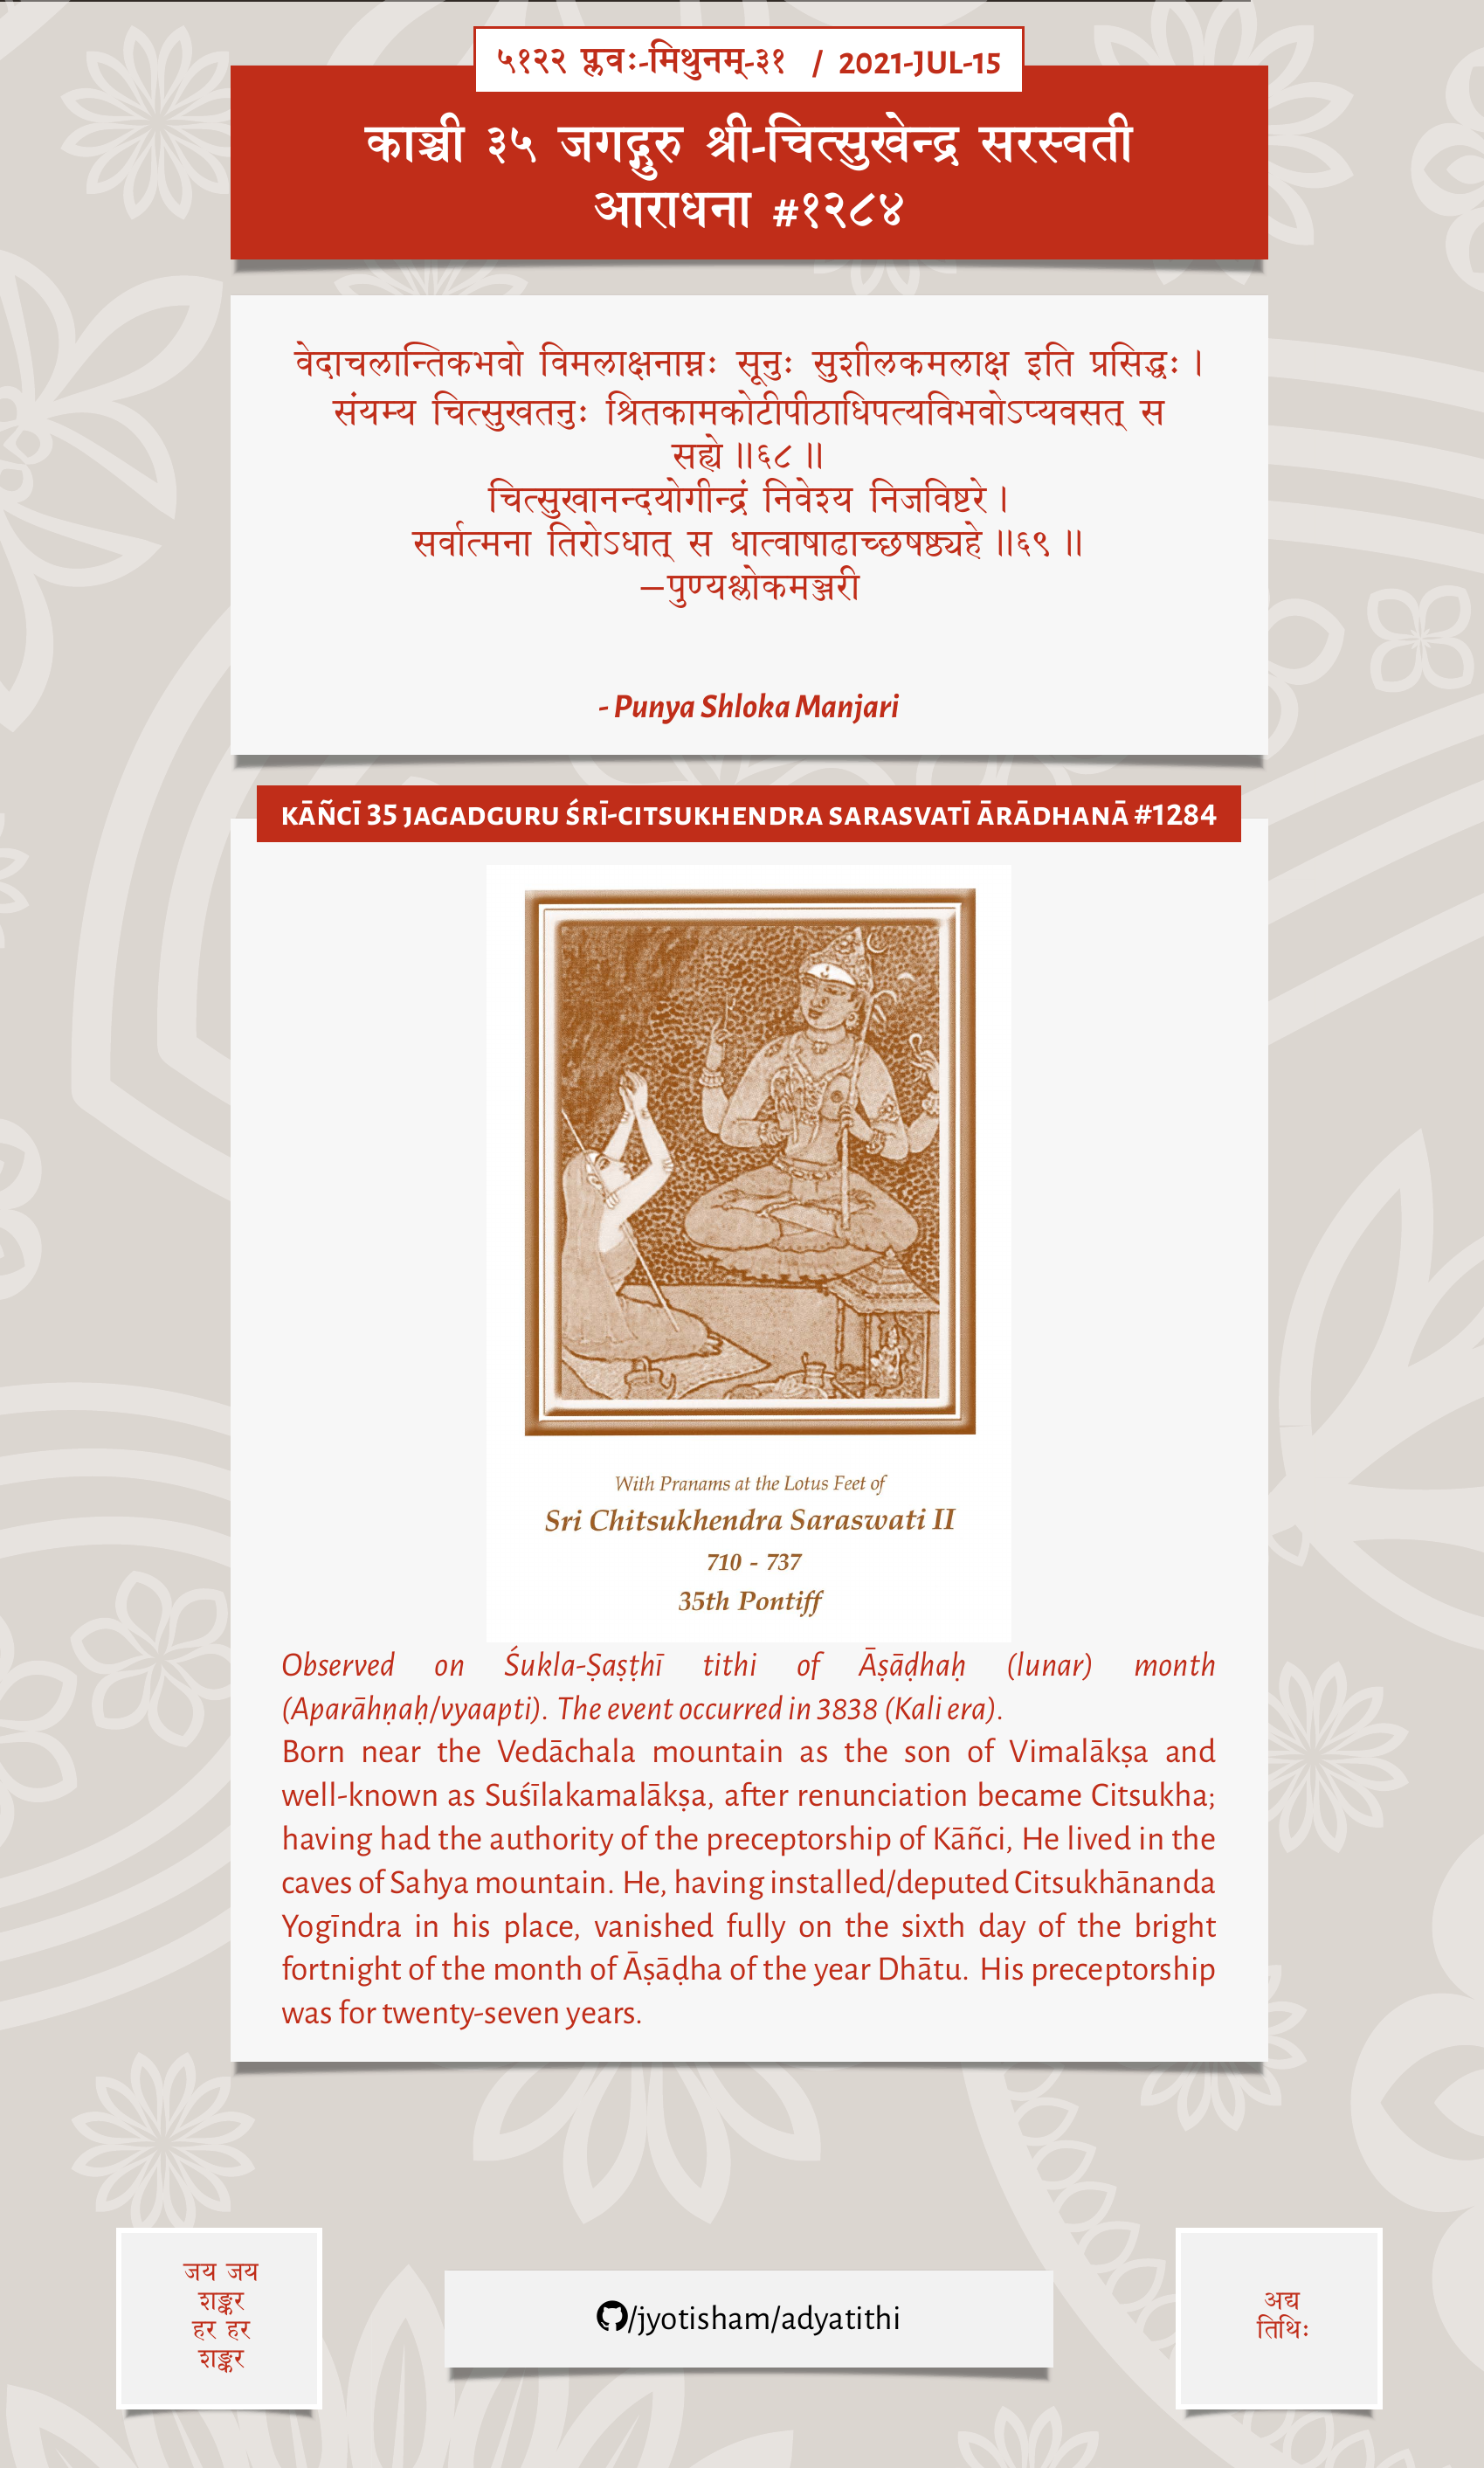 ५१२२ प्लवः-मिथुनम्-३१ / 2021-JUL-15
काञ्ची ३५ जगद्गुरु श्री-चित्सुखेन्द्र सरस्वती
आराधना #१२८४
वेदाचलान्तिकभवो विमलाक्षनाम्नः सूनुः सुशीलकमलाक्ष इति प्रसिद्धः ।
संयम्य चित्सुखतनुः श्रितकामकोटीपीठाधिपत्यविभवोऽप्यवसत् स
सह्ये ॥६८ ॥
चित्सुखानन्दयोगीन्द्रं निवेश्य निजविष्टरे ।
सर्वात्मना तिरोऽधात् स धात्वाषाढाच्छषष्ठ्यहे ॥६९ ॥
—पुण्यश्लोकमञ्जरी
- Punya Shloka Manjari
KĀÑCĪ 35 JAGADGURU ŚRĪ-CITSUKHENDRA SARASVATĪ ĀRĀDHANĀ #1284
With Pranams at the Lotus Feet of
Sri Chitsukhendra Saraswati II
710 - 737
35th Pontiff
Observed on Śukla-Ṣaṣṭhī tithi of Āṣāḍhaḥ (lunar) month
(Aparāhṇaḥ/vyaapti). The event occurred in 3838 (Kali era).
Born near the Vedāchala mountain as the son of Vimalākṣa and
well-known as Suśīlakamalākṣa, after renunciation became Citsukha;
having had the authority of the preceptorship of Kāñci, He lived in the
caves of Sahya mountain. He, having installed/deputed Citsukhānanda
Yogīndra in his place, vanished fully on the sixth day of the bright
fortnight of the month of Āṣāḍha of the year Dhātu. His preceptorship
was for twenty-seven years.
जय जय
शङ्कर
हर हर
शङ्कर
/jyotisham/adyatithi
अद्य
तिथिः